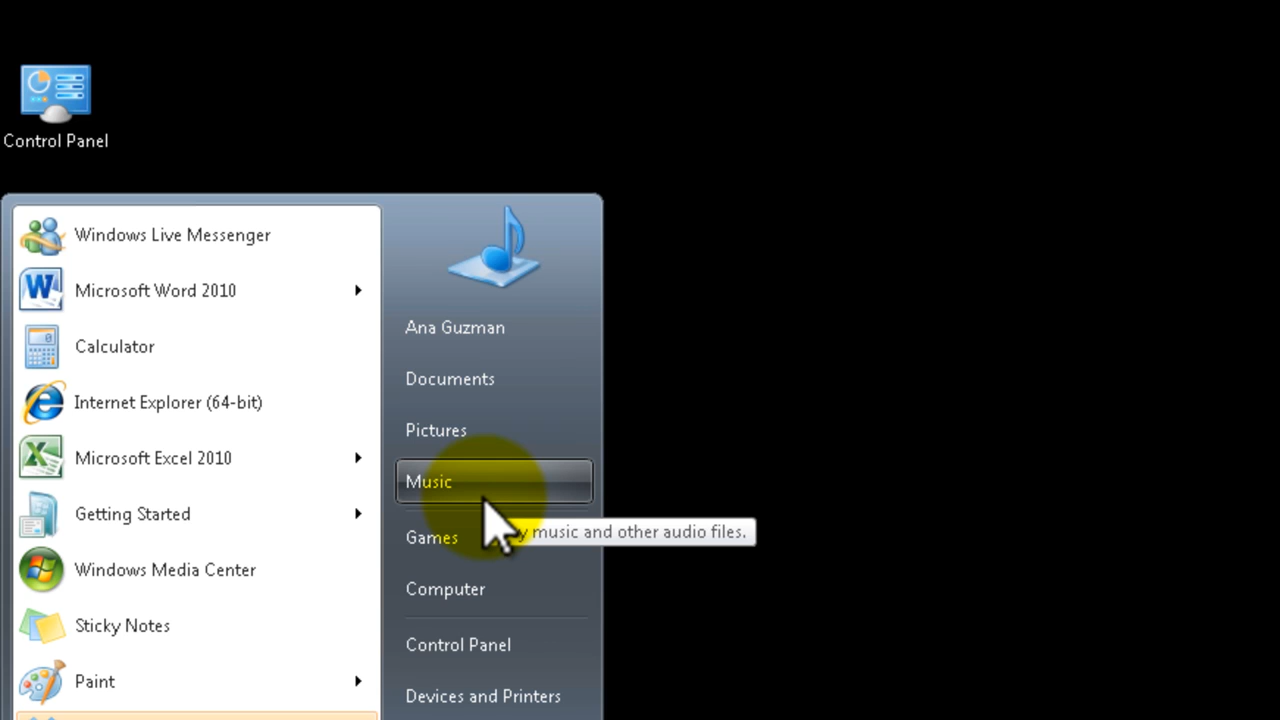 Control Panel
Windows Live Messenger
Microsoft Word 2010
Calculator
Internet Explorer (64-bit)
Microsoft Excel 2010
Getting Started
Windows Media Center
Sticky Notes
Paint
Ana Guzman
Documents
Pictures
Music
music and other audio files.
Games
Computer
Control Panel
Devices and Printers